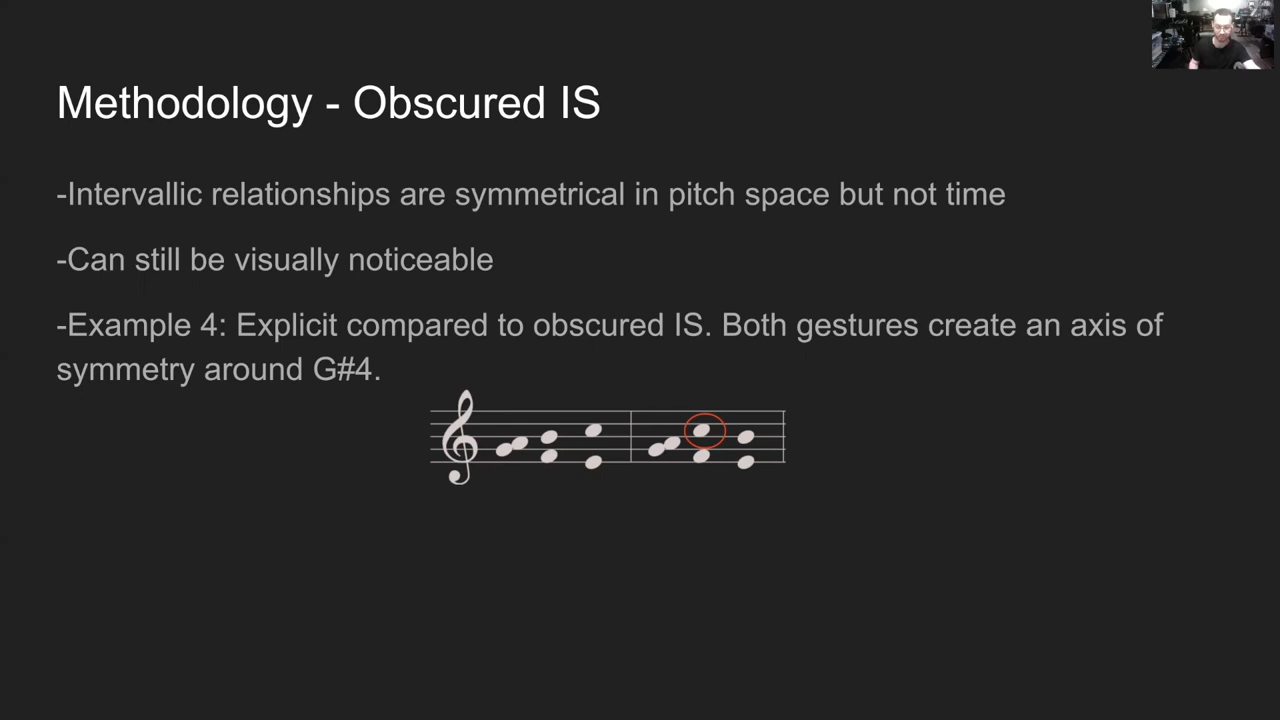 Methodology - Obscured IS
-Intervallic relationships are symmetrical in pitch space but not time
-Can still be visually noticeable
-Example 4: Explicit compared to obscured IS. Both gestures create an axis of
symmetry around G#4.